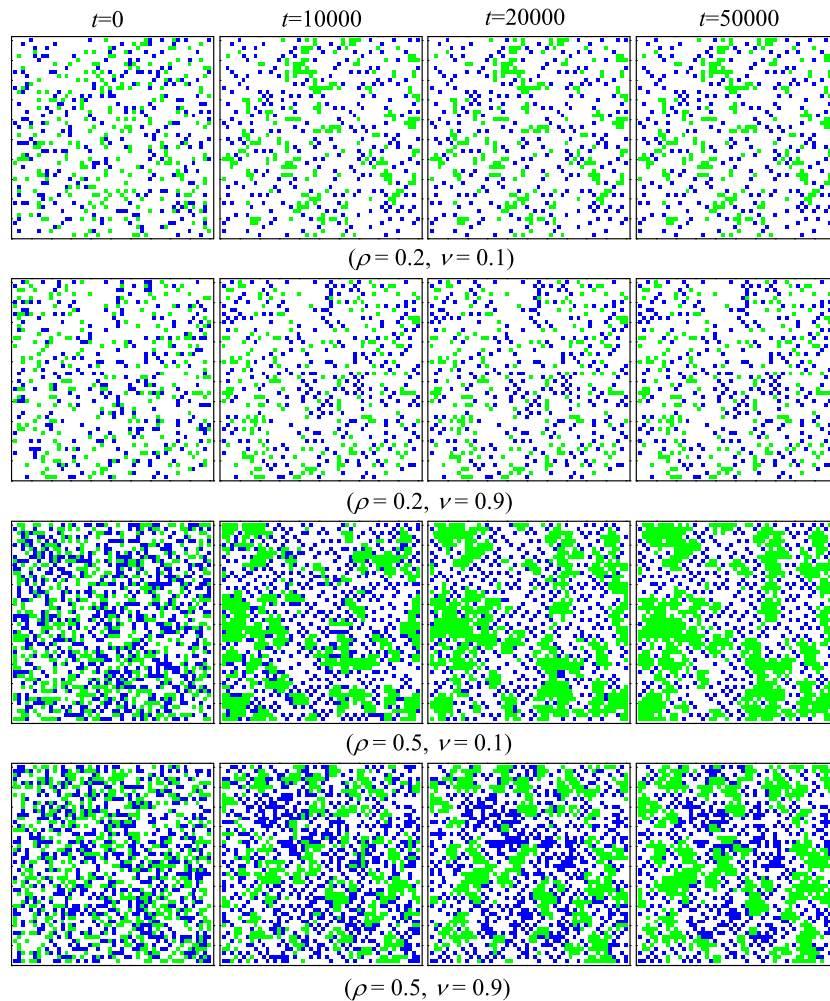 t=0 t=10000 t=20000 t=50000
(ρ = 0.2, ν = 0.1)
(ρ = 0.2, ν = 0.9)
(ρ = 0.5, ν = 0.1)
(ρ = 0.5, ν = 0.9)